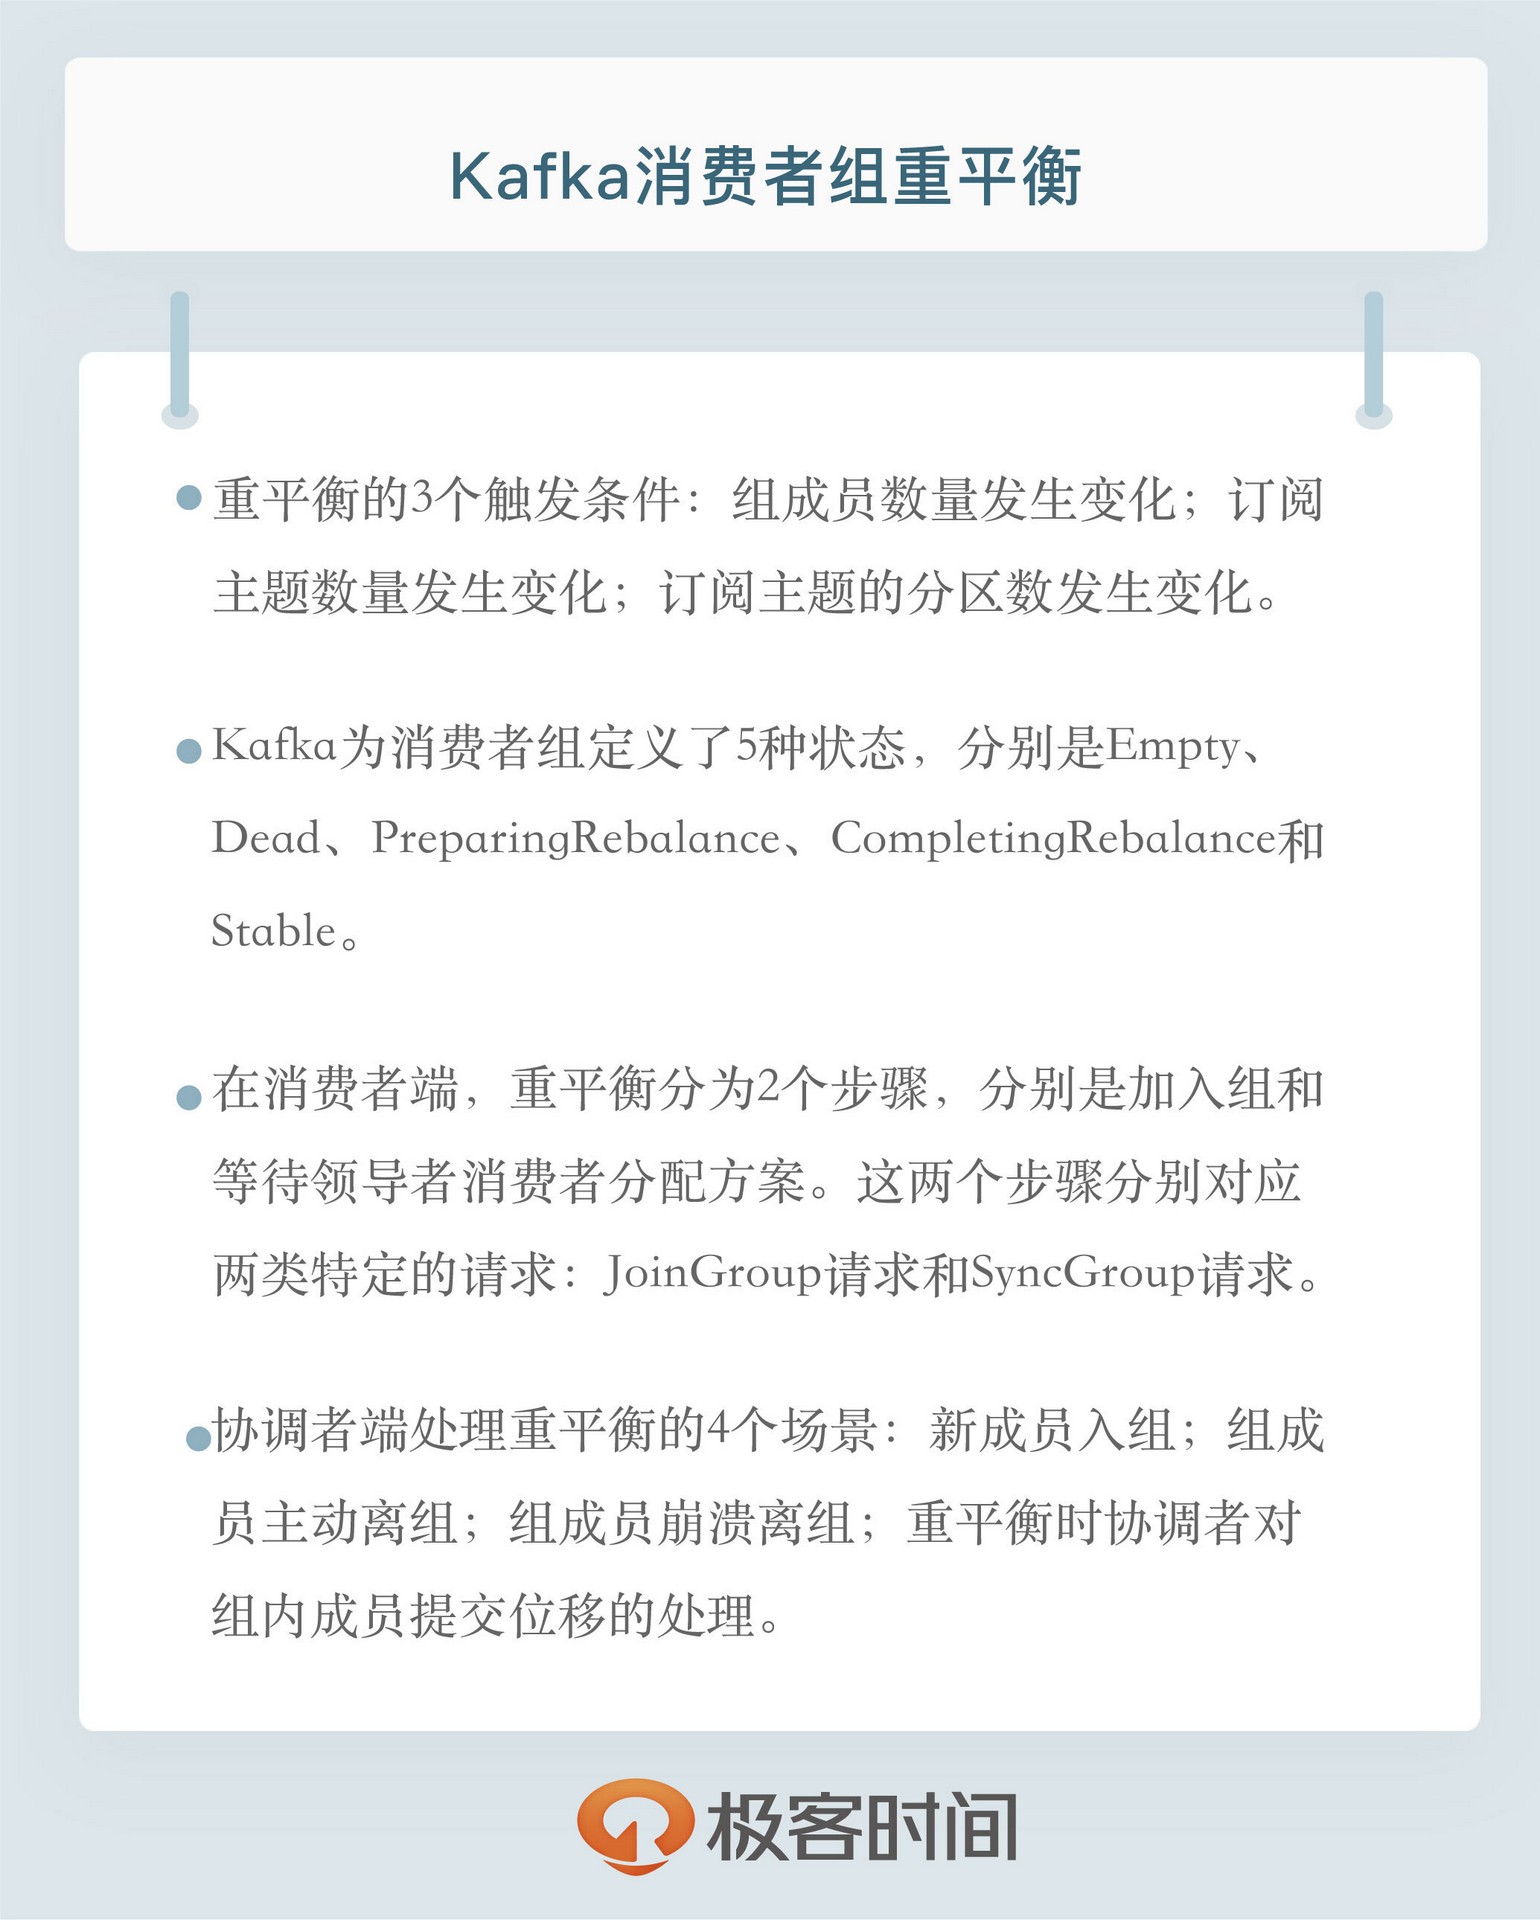 Kafka消费者组重平衡
重平衡的3个触发条件：组成员数量发生变化；订阅
主题数量发生变化；订阅主题的分区数发生变化。
Kafka为消费者组定义了5种状态，分别是Empty、
Dead、PreparingRebalance、CompletingRebalance和
Stable。
在消费者端，重平衡分为2个步骤，分别是加入组和
等待领导者消费者分配方案。这两个步骤分别对应
两类特定的请求：JoinGroup请求和SyncGroup请求。
协调者端处理重平衡的4个场景：新成员入组；组成
员主动离组；组成员崩溃离组；重平衡时协调者对
组内成员提交位移的处理。
极客时间